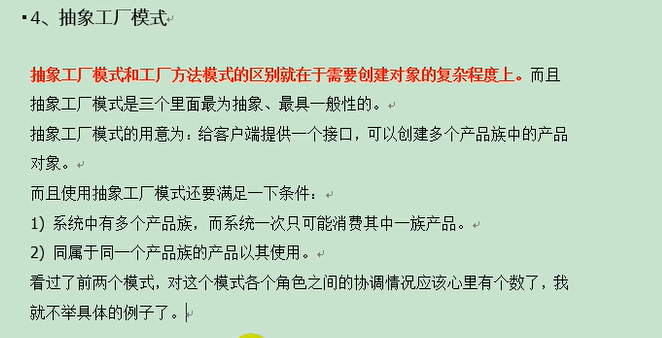 4、抽象工厂模式
抽象工厂模式和工厂方法模式的区别就在于需要创建对象的复杂程度上。而且
抽象工厂模式是三个里面最为抽象、最具一般性的。
抽象工厂模式的用意为：给客户端提供一个接口，可以创建多个产品族中的产品
对象。
而且使用抽象工厂模式还要满足一下条件：
1) 系统中有多个产品族，而系统一次只可能消费其中一族产品。
2) 同属于同一个产品族的产品以其使用。
看过了前两个模式，对这个模式各个角色之间的协调情况应该心里有个数了，我
就不举具体的例子了。